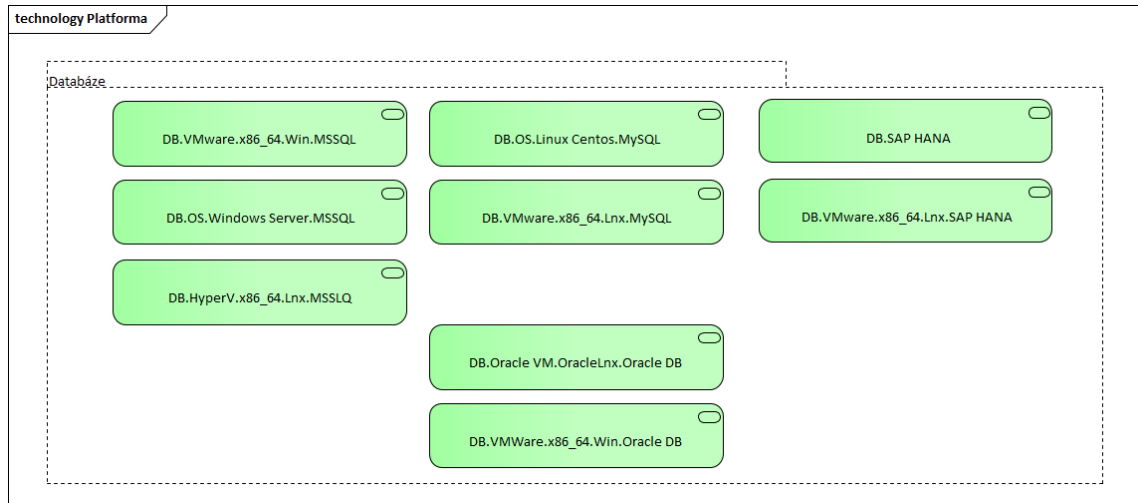 technology Platforma
Databáze
DB.VMware.x86_64.Win.MSSQL
DB.OS.Linux Centos.MySQL
DB.SAP HANA
DB.OS.Windows Server.MSSQL
DB.VMware.x86_64.Lnx.MySQL
DB.VMware.x86_64.Lnx.SAP HANA
DB.HyperV.x86_64.Lnx.MSSLQ
DB.Oracle VM.OracleLnx.Oracle DB
DB.VMWare.x86_64.Win.Oracle DB